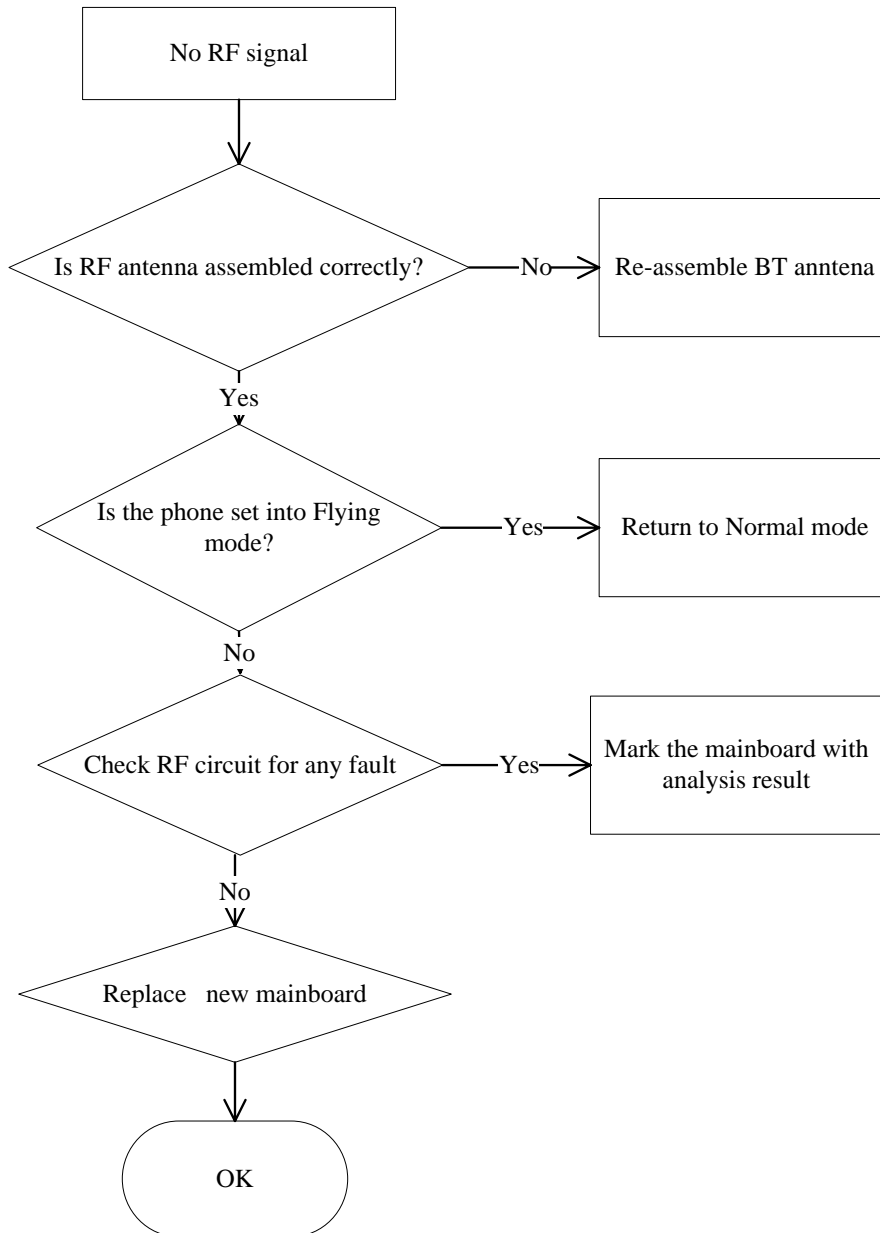 No RF signal
Is RF antenna assembled correctly?
No
Re-assemble BT anntena
Yes
Is the phone set into Flying
mode?
Yes
Return to Normal mode
No
Check RF circuit for any fault
Yes
Mark the mainboard with
analysis result
No
Replace new mainboard
OK